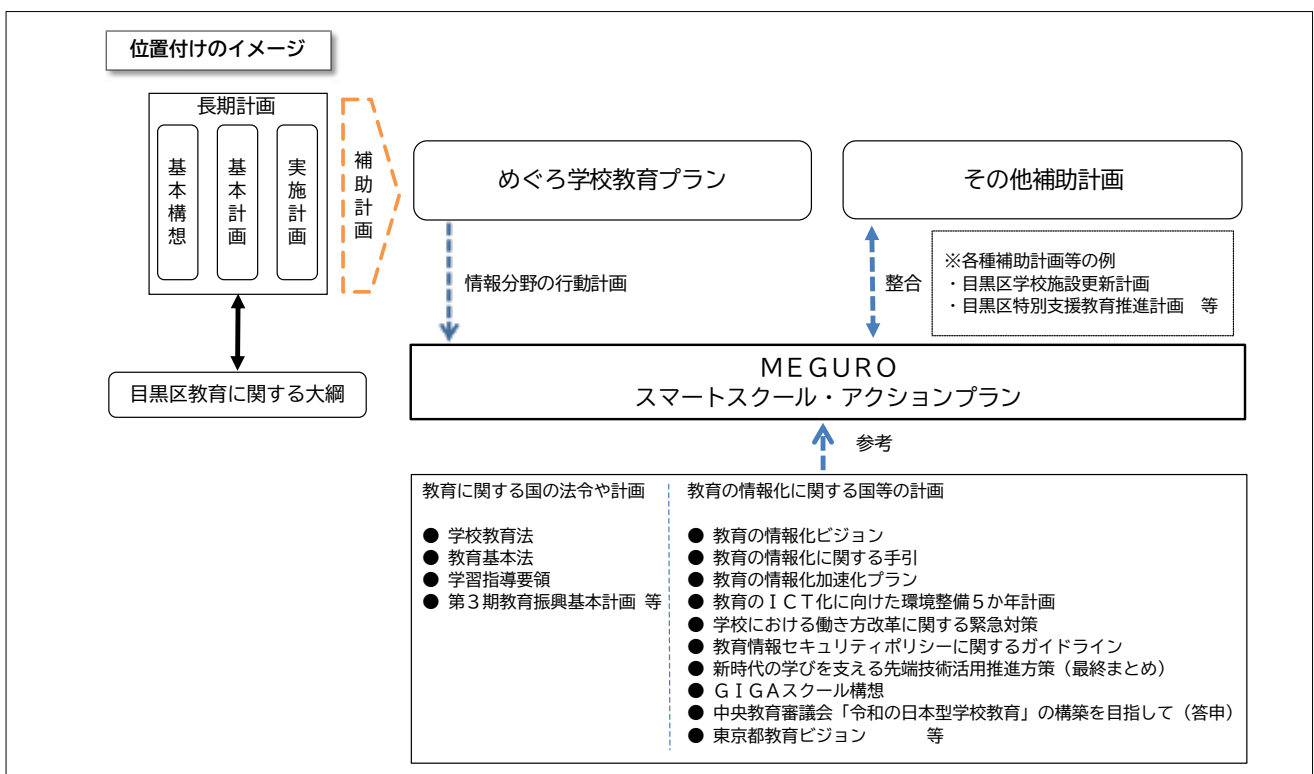 位置付けのイメージ
長期計画
基本構想
基本計画
実施計画
補助計画
めぐろ学校教育プラン
その他補助計画
情報分野の行動計画
整合
※各種補助計画等の例
・目黒区学校施設更新計画
・目黒区特別支援教育推進計画 等
目黒区教育に関する大綱
ＭＥＧＵＲＯ
スマートスクール・アクションプラン
参考
教育に関する国の法令や計画
● 学校教育法
● 教育基本法
● 学習指導要領
● 第３期教育振興基本計画 等
教育の情報化に関する国等の計画
● 教育の情報化ビジョン
● 教育の情報化に関する手引
● 教育の情報化加速化プラン
● 教育のＩＣＴ化に向けた環境整備５か年計画
● 学校における働き方改革に関する緊急対策
● 教育情報セキュリティポリシーに関するガイドライン
● 新時代の学びを支える先端技術活用推進方策（最終まとめ）
● ＧＩＧＡスクール構想
● 中央教育審議会「令和の日本型学校教育」の構築を目指して（答申）
● 東京都教育ビジョン 等